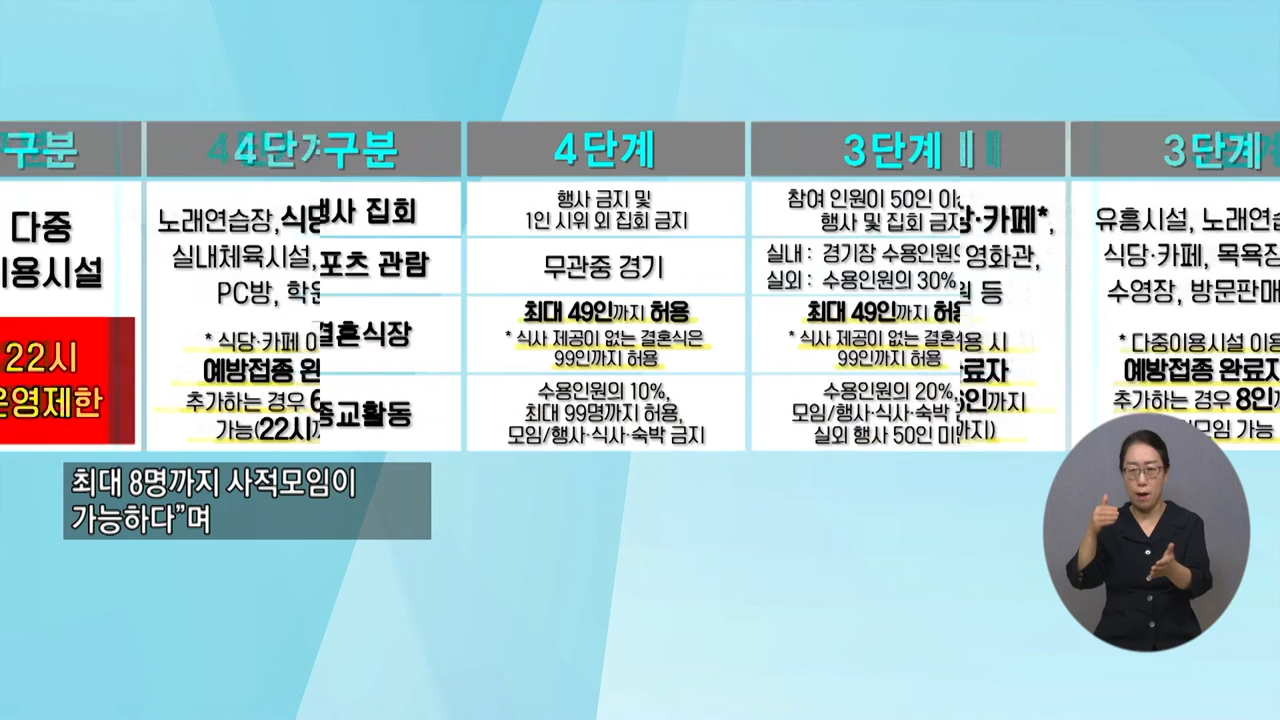 구분
4단계
구분
4단계
3단계
3단계
다중
이용시설
22시
운영제한
노래연습장, 식당
실내체육시설,
PC방, 학원
* 식당·카페 이
예방접종 완
추가하는 경우 6
가능(22시까
행사 집회
스포츠 관람
결혼식장
종교활동
행사 금지 및
1인 시위 외 집회 금지
무관중 경기
최대 49인까지 허용
* 식사 제공이 없는 결혼식은
99인까지 허용
수용인원의 10%,
최대 99명까지 허용,
모임/행사·식사·숙박 금지
참여 인원이 50인 이
행사 및 집회 금지
실내 : 경기장 수용인원의
실외 : 수용인원의 30%
최대 49인까지 허용
* 식사 제공이 없는 결혼식
99인까지 허용
수용인원의 20%,
모임/행사·식사·숙박 금
실외 행사 50인 미
당·카페*,
영화관,
원 등
이용 시
완료자
6인까지
까지)
유흥시설, 노래연습
식당·카페, 목욕장
수영장, 방문판매
* 다중이용시설 이용
예방접종 완료자
추가하는 경우 8인까
모임 가능
최대 8명까지 사적모임이
가능하다”며